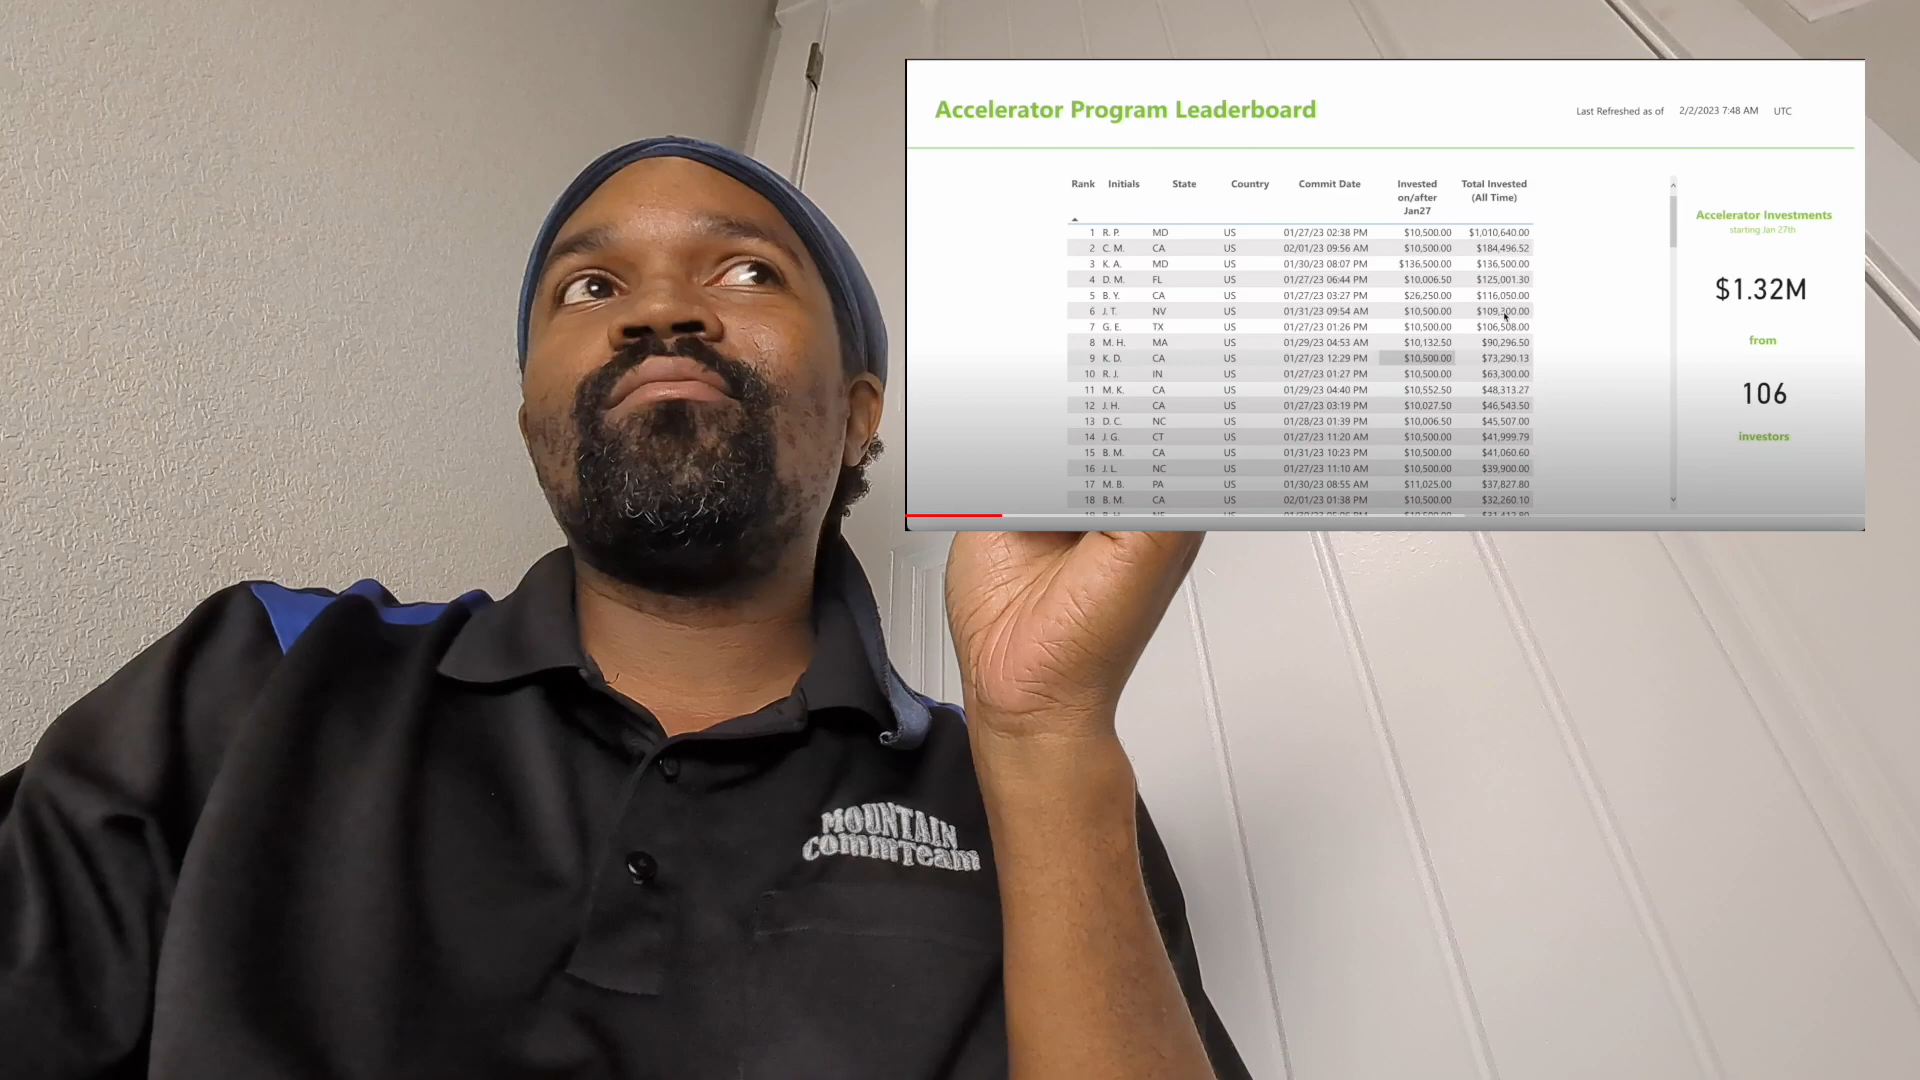 Accelerator Program Leaderboard
Last Refreshed as of 2/2/2023 7:48 AM UTC
Rank Initials State Country Commit Date Invested on/after Jan27 Total Invested (All Time)
1 R. P. MD US 01/27/23 02:38 PM $10,500.00 $1,010,640.00
2 C. M. CA US 02/01/23 09:56 AM $10,500.00 $184,496.52
3 K. A. MD US 01/30/23 08:07 PM $136,500.00 $136,500.00
4 D. M. FL US 01/27/23 06:44 PM $10,006.50 $125,001.30
5 B. Y. CA US 01/27/23 03:27 PM $26,250.00 $116,050.00
6 J. T. NV US 01/31/23 09:54 AM $10,500.00 $109,300.00
7 G. E. TX US 01/27/23 01:26 PM $10,500.00 $106,508.00
8 M. H. MA US 01/29/23 04:53 AM $10,132.50 $90,296.50
9 K. D. CA US 01/27/23 12:29 PM $10,500.00 $73,290.13
10 R. J. IN US 01/27/23 01:27 PM $10,500.00 $63,300.00
11 M. K. CA US 01/29/23 04:40 PM $10,552.50 $48,313.27
12 J. H. CA US 01/27/23 03:19 PM $10,027.50 $46,543.50
13 D. C. NC US 01/28/23 01:39 PM $10,006.50 $45,507.00
14 J. G. CT US 01/27/23 11:20 AM $10,500.00 $41,999.79
15 B. M. CA US 01/31/23 10:23 PM $10,500.00 $41,060.60
16 J. L. NC US 01/27/23 11:10 AM $10,500.00 $39,900.00
17 M. B. PA US 01/30/23 08:55 AM $11,025.00 $37,827.80
18 B. M. CA US 02/01/23 01:38 PM $10,500.00 $32,260.10
Accelerator Investments
starting Jan 27th
$1.32M
from
106
investors
MOUNTAIN
CommTeam